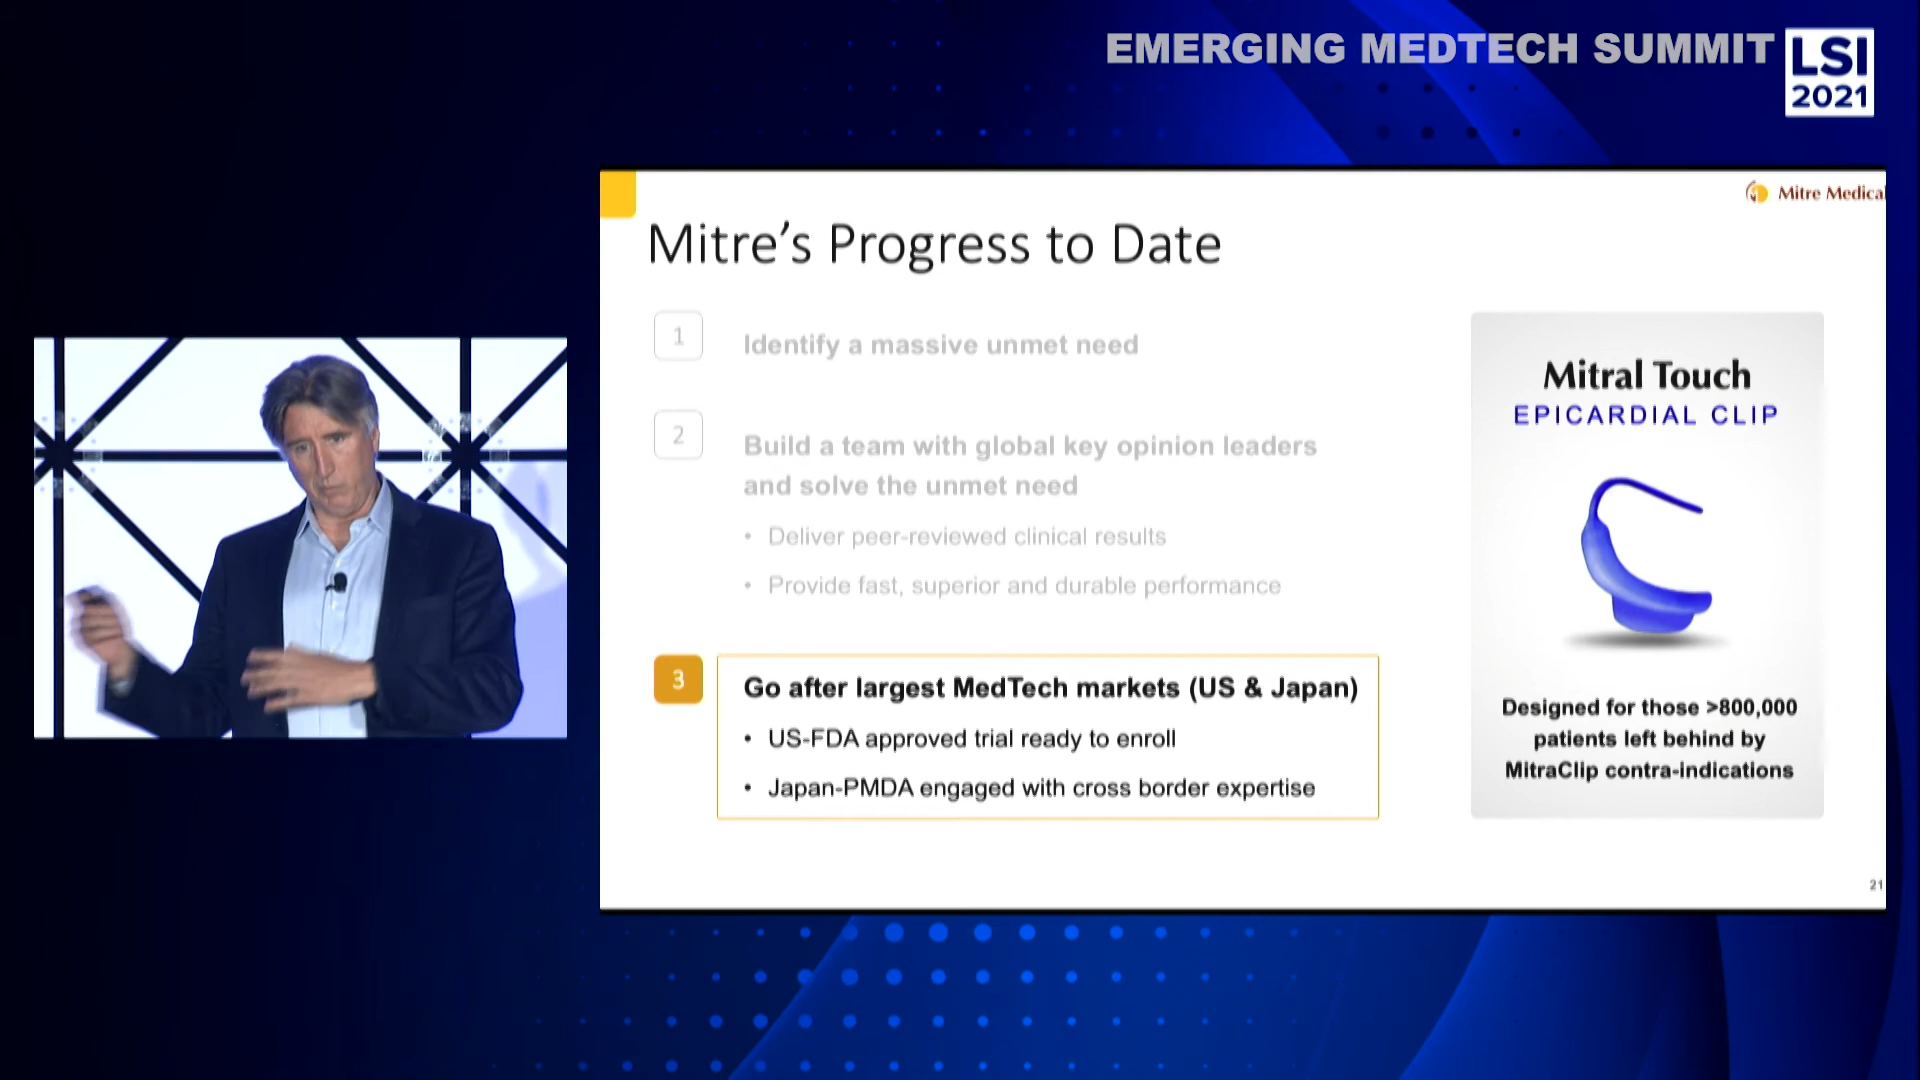 EMERGING MEDTECH SUMMIT
LSI
2021
Mitre Medical
Mitre's Progress to Date
1
Identify a massive unmet need
2
Build a team with global key opinion leaders
and solve the unmet need
• Deliver peer-reviewed clinical results
• Provide fast, superior and durable performance
3
Go after largest MedTech markets (US & Japan)
• US-FDA approved trial ready to enroll
• Japan-PMDA engaged with cross border expertise
Mitral Touch
EPICARDIAL CLIP
Designed for those >800,000
patients left behind by
MitraClip contra-indications
21